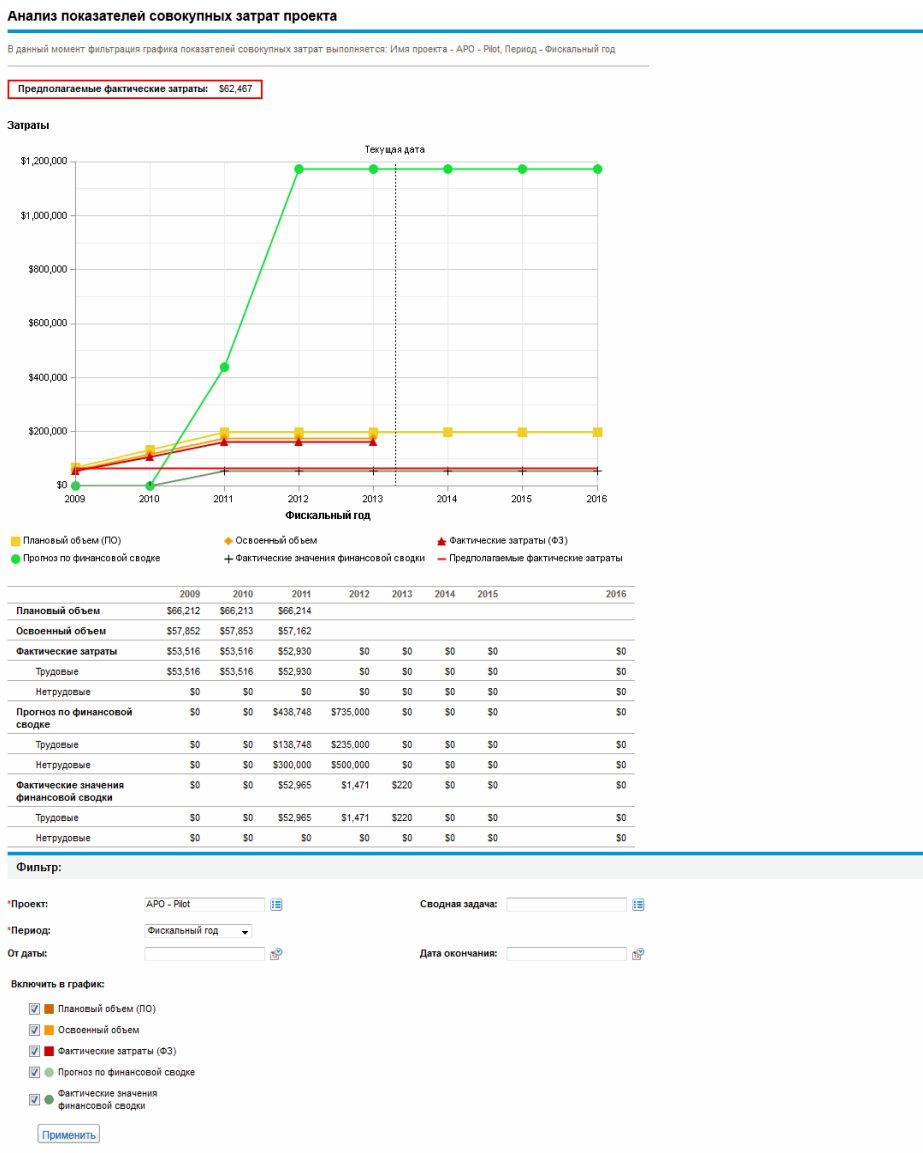 Анализ показателей совокупных затрат проекта
В данный момент фильтрация графика показателей совокупных затрат выполняется: Имя проекта - APO - Pilot, Период - Фискальный год
Предполагаемые фактические затраты: $62,467
Затраты
Текущая дата
$1,200,000
$1,000,000
$800,000
$600,000
$400,000
$200,000
$0
2009 2010 2011 2012 2013 2014 2015 2016
Фискальный год
Плановый объем (ПО) Освоенный объем Фактические затраты (ФЗ)
Прогноз по финансовой сводке Фактические значения финансовой сводки Предполагаемые фактические затраты
2009 2010 2011 2012 2013 2014 2015 2016
Плановый объем $66,212 $66,213 $66,214
Освоенный объем $57,852 $57,853 $57,162
Фактические затраты $53,516 $53,516 $52,930 $0 $0 $0 $0 $0
Трудовые $53,516 $53,516 $52,930 $0 $0 $0 $0 $0
Нетрудовые $0 $0 $0 $0 $0 $0 $0 $0
Прогноз по финансовой $0 $0 $438,748 $735,000 $0 $0 $0 $0
сводке
Трудовые $0 $0 $138,748 $235,000 $0 $0 $0 $0
Нетрудовые $0 $0 $300,000 $500,000 $0 $0 $0 $0
Фактические значения $0 $0 $52,965 $1,471 $220 $0 $0 $0
финансовой сводки
Трудовые $0 $0 $52,965 $1,471 $220 $0 $0 $0
Нетрудовые $0 $0 $0 $0 $0 $0 $0 $0
Фильтр:
*Проект: APO - Pilot Сводная задача:
*Период: Фискальный год
От даты: Дата окончания:
Включить в график:
Плановый объем (ПО)
Освоенный объем
Фактические затраты (ФЗ)
Прогноз по финансовой сводке
Фактические значения
финансовой сводки
Применить